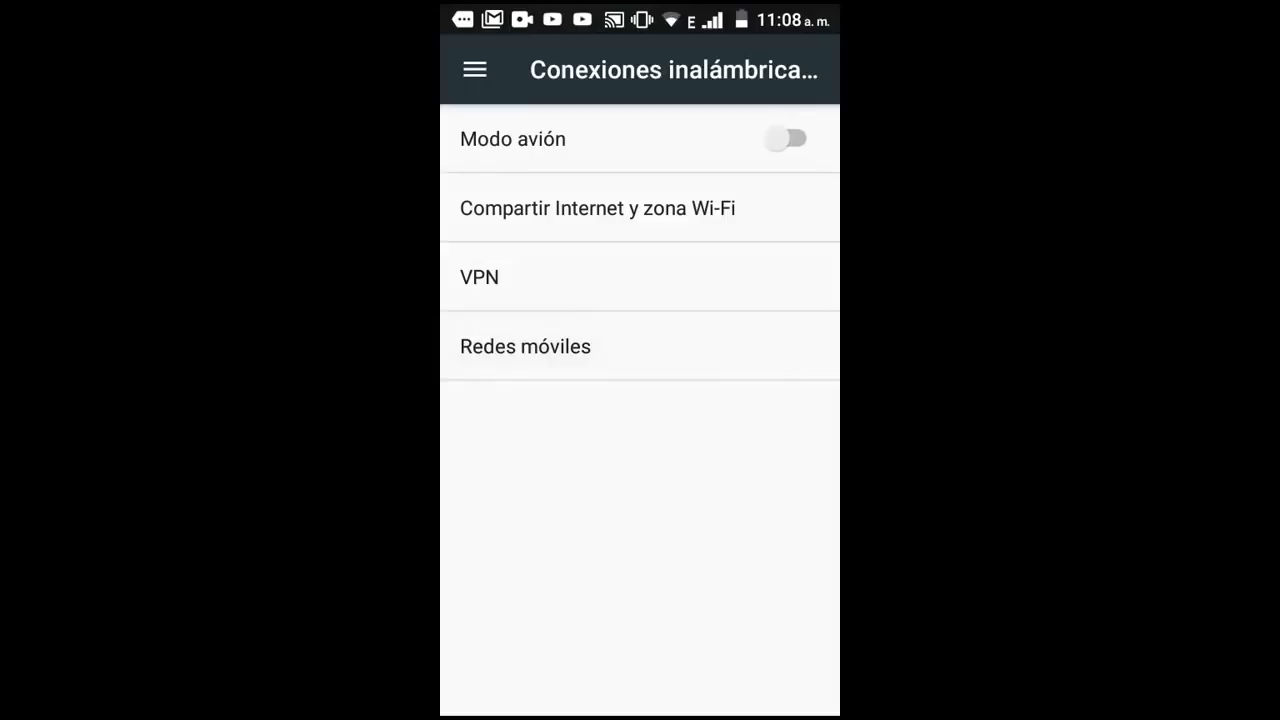 E 11:08 a. m.
Conexiones inalámbrica...
Modo avión
Compartir Internet y zona Wi-Fi
VPN
Redes móviles